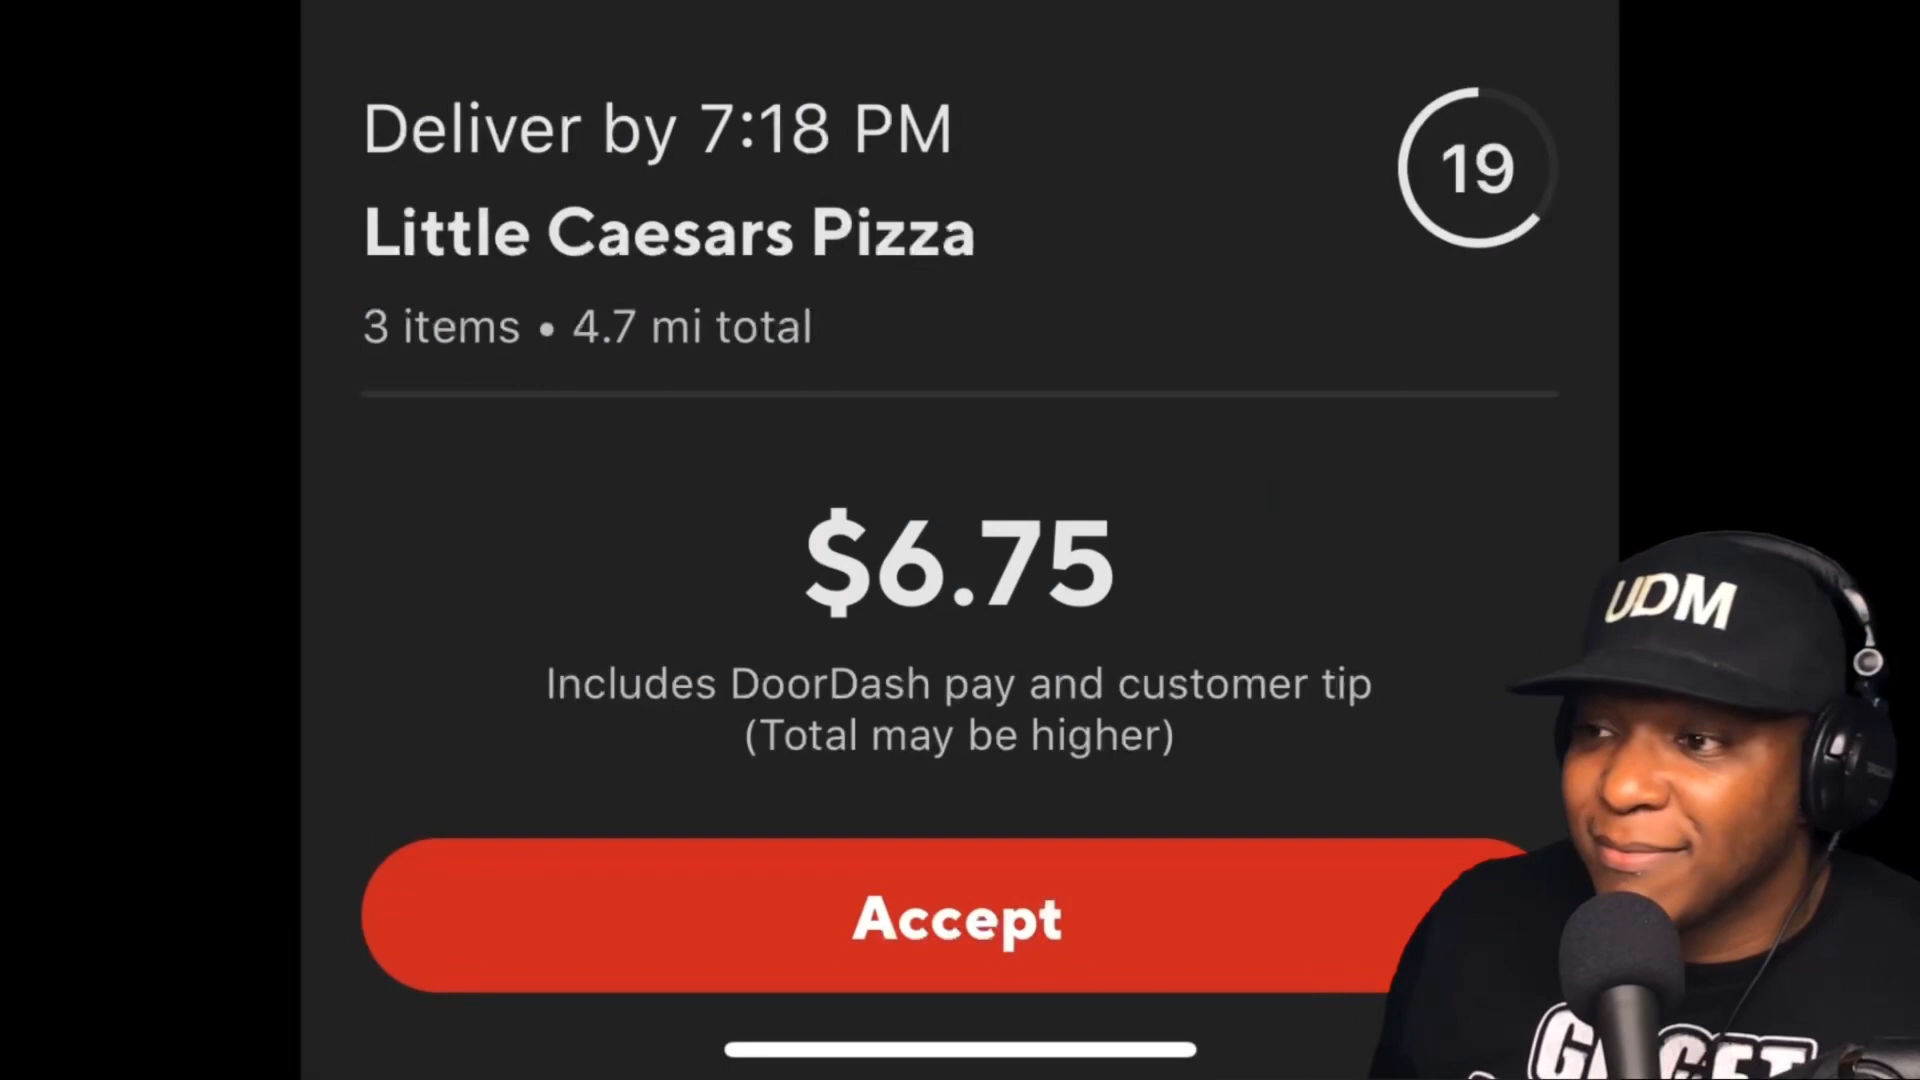 Deliver by 7:18 PM
19
Little Caesars Pizza
3 items • 4.7 mi total
$6.75
Includes DoorDash pay and customer tip
(Total may be higher)
Accept
UDM